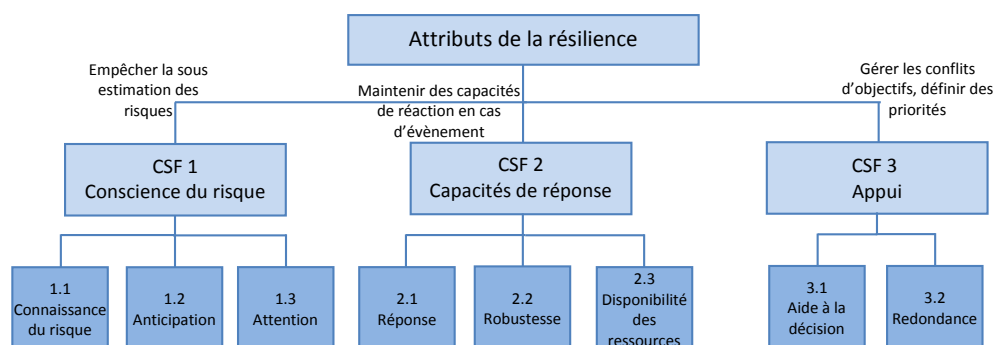 Attributs de la résilience
Empêcher la sous
estimation des
risques
Maintenir des capacités
de réaction en cas
d'évènement
Gérer les conflits
d'objectifs, définir des
priorités
CSF 1
Conscience du risque
CSF 2
Capacités de réponse
CSF 3
Appui
1.1
Connaissance
du risque
1.2
Anticipation
1.3
Attention
2.1
Réponse
2.2
Robustesse
2.3
Disponibilité
des
ressources
3.1
Aide à la
décision
3.2
Redondance